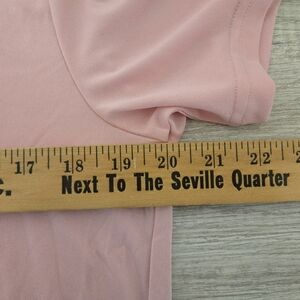 17 18 19 20 21 22
C. Next To The Seville Quarter